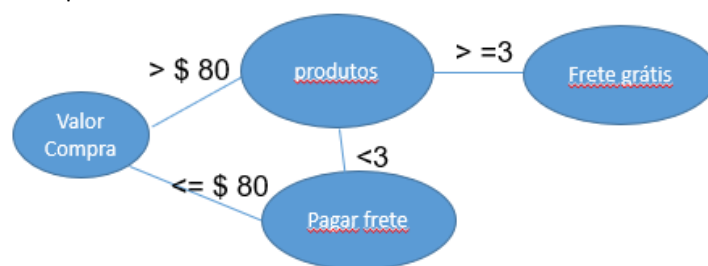 > $ 80
produtos
> =3
Frete grátis
Valor
Compra
<3
<= $ 80
Pagar frete